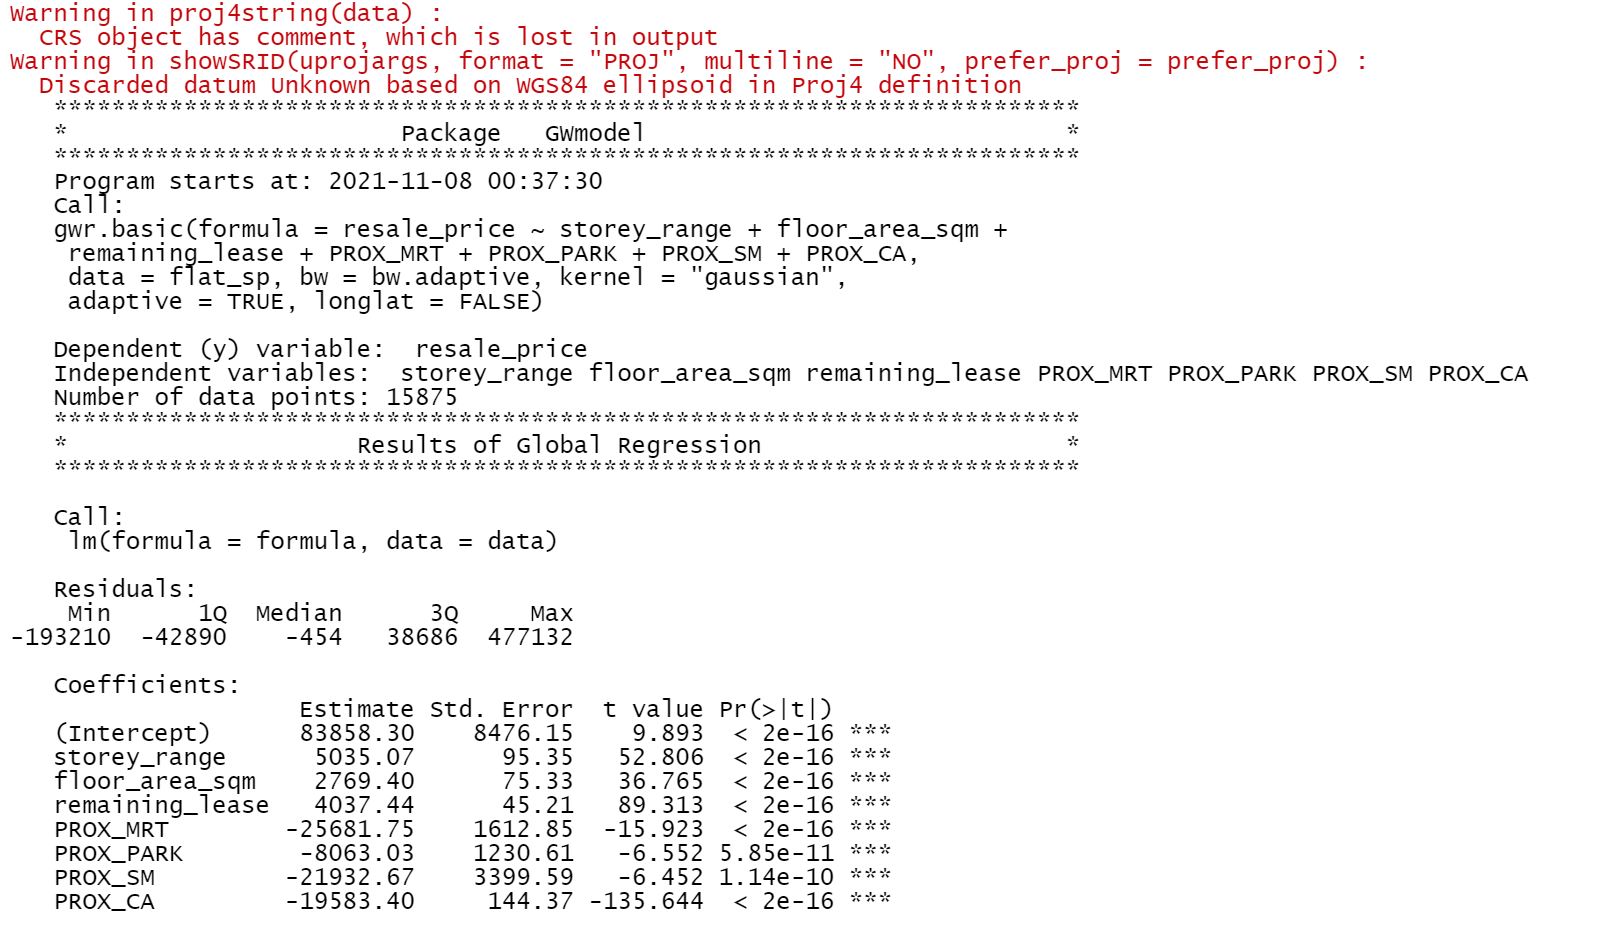 Warning in proj4string(data) :
  CRS object has comment, which is lost in output
Warning in showSRID(uprojargs, format = "PROJ", multiline = "NO", prefer_proj = prefer_proj) :
  Discarded datum Unknown based on WGS84 ellipsoid in Proj4 definition
   ***********************************************************************
   *                       Package   GWmodel                             *
   ***********************************************************************
   Program starts at: 2021-11-08 00:37:30
   Call:
   gwr.basic(formula = resale_price ~ storey_range + floor_area_sqm +
    remaining_lease + PROX_MRT + PROX_PARK + PROX_SM + PROX_CA,
    data = flat_sp, bw = bw.adaptive, kernel = "gaussian",
    adaptive = TRUE, longlat = FALSE)

   Dependent (y) variable:  resale_price
   Independent variables:  storey_range floor_area_sqm remaining_lease PROX_MRT PROX_PARK PROX_SM PROX_CA
   Number of data points: 15875
   ***********************************************************************
   *                    Results of Global Regression                     *
   ***********************************************************************

   Call:
    lm(formula = formula, data = data)

   Residuals:
    Min      1Q  Median      3Q     Max
-193210  -42890    -454   38686  477132

   Coefficients:
                    Estimate Std. Error  t value Pr(>|t|)
   (Intercept)      83858.30    8476.15    9.893  < 2e-16 ***
   storey_range      5035.07      95.35   52.806  < 2e-16 ***
   floor_area_sqm    2769.40      75.33   36.765  < 2e-16 ***
   remaining_lease   4037.44      45.21   89.313  < 2e-16 ***
   PROX_MRT        -25681.75    1612.85  -15.923  < 2e-16 ***
   PROX_PARK        -8063.03    1230.61   -6.552 5.85e-11 ***
   PROX_SM         -21932.67    3399.59   -6.452 1.14e-10 ***
   PROX_CA         -19583.40     144.37 -135.644  < 2e-16 ***